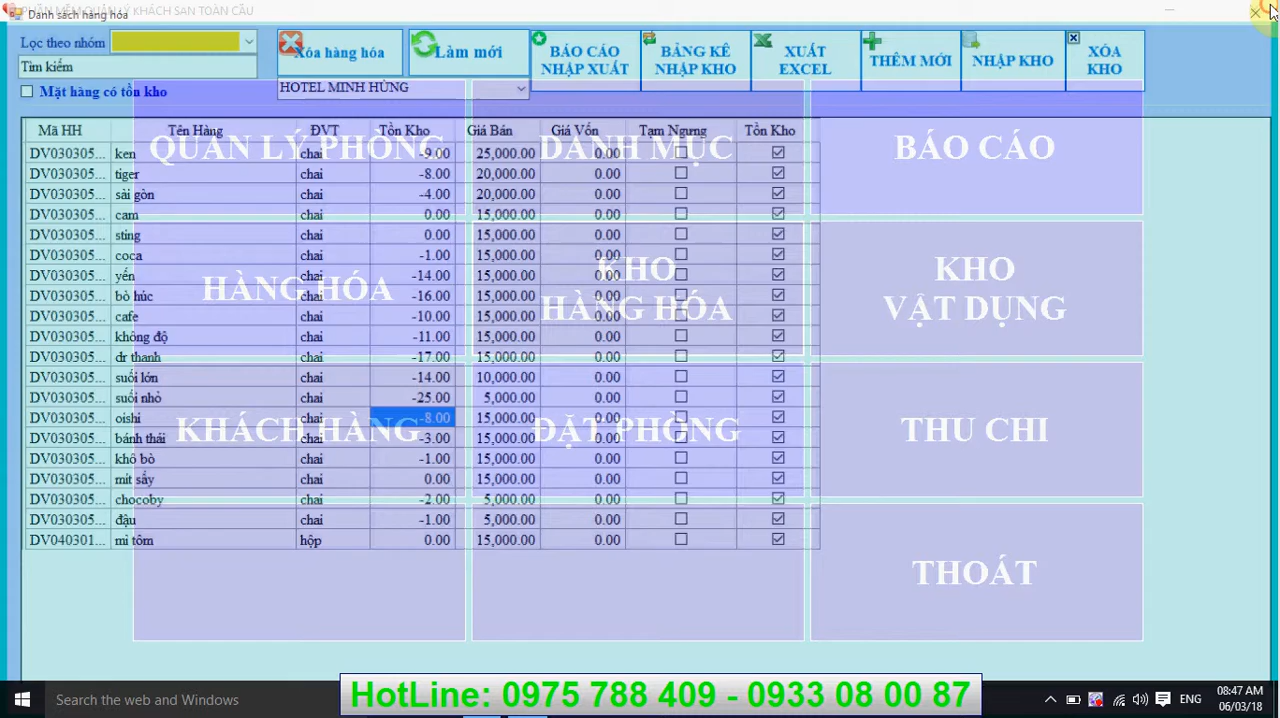 PHẦN MỀM QUẢN LÝ KHÁCH SẠN TOÀN CẦU
Danh sách hàng hóa
Lọc theo nhóm
Tìm kiếm
Mặt hàng có tồn kho
Xóa hàng hóa
Làm mới
BÁO CÁO
NHẬP XUẤT
BẢNG KÊ
NHẬP KHO
XUẤT
EXCEL
THÊM MỚI
NHẬP KHO
XÓA
KHO
HOTEL MINH HÙNG
Mã HH Tên Hàng ĐVT Tồn Kho Giá Bán Giá Vốn Tạm Ngưng Tồn Kho
DV030305... ken chai -9.00 25,000.00 0.00
DV030305... tiger chai -8.00 20,000.00 0.00
DV030305... sài gòn chai -4.00 20,000.00 0.00
DV030305... cam chai 0.00 15,000.00 0.00
DV030305... sting chai 0.00 15,000.00 0.00
DV030305... coca chai -1.00 15,000.00 0.00
DV030305... yến chai -14.00 15,000.00 0.00
DV030305... bò húc chai -16.00 15,000.00 0.00
DV030305... cafe chai -10.00 15,000.00 0.00
DV030305... không độ chai -11.00 15,000.00 0.00
DV030305... dr thanh chai -17.00 15,000.00 0.00
DV030305... suối lớn chai -14.00 10,000.00 0.00
DV030305... suối nhỏ chai -25.00 5,000.00 0.00
DV030305... oishi chai -8.00 15,000.00 0.00
DV030305... bánh thái chai -3.00 15,000.00 0.00
DV030305... khô bò chai -1.00 15,000.00 0.00
DV030305... mít sấy chai 0.00 15,000.00 0.00
DV030305... chocoby chai -2.00 5,000.00 0.00
DV030305... đậu chai -1.00 5,000.00 0.00
DV040301... mì tôm hộp 0.00 15,000.00 0.00
QUẢN LÝ PHÒNG
DANH MỤC
BÁO CÁO
HÀNG HÓA
KHO
HÀNG HÓA
KHO
VẬT DỤNG
KHÁCH HÀNG
ĐẶT PHÒNG
THU CHI
THOÁT
Search the web and Windows
HotLine: 0975 788 409 - 0933 08 00 87
ENG
08:47 AM
06/03/18